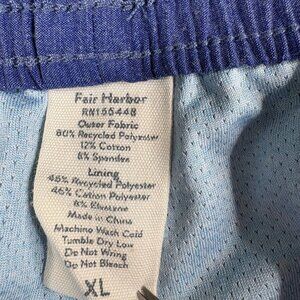 Fair Harbor
RN155448
Outer Fabric
80% Recycled Polyester
12% Cotton
8% Spandex
Lining
46% Recycled Polyester
46% Cotton Polyester
8% Elastane
Made in China
Machine Wash Cold
Tumble Dry Low
Do Not Wring
Do Not Bleach
XL